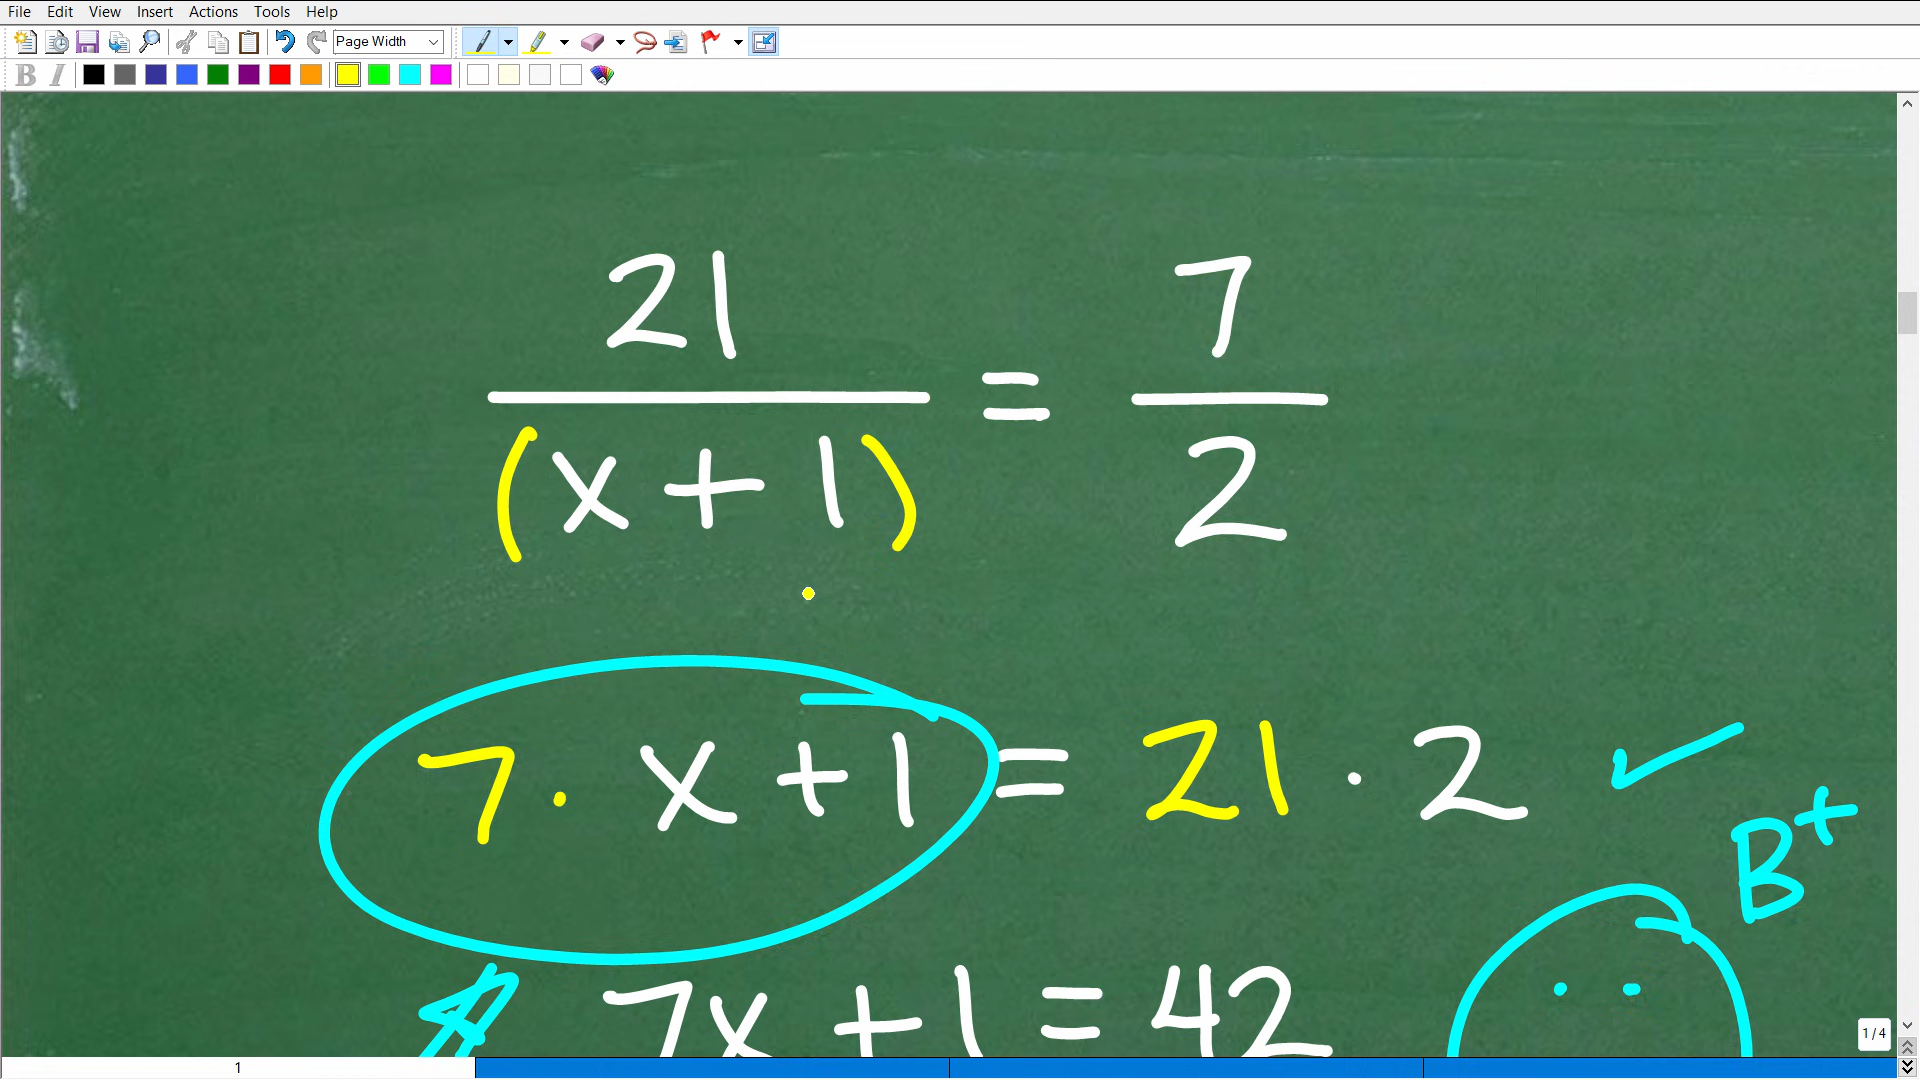 File Edit View Insert Actions Tools Help
Page Width
B I
21 / (x + 1) = 7 / 2
7 · x + 1 = 21 · 2
B+
7x + 1 = 42
1 / 4
1